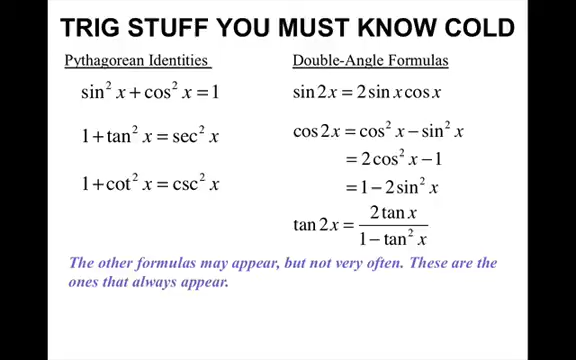 TRIG STUFF YOU MUST KNOW COLD
Pythagorean Identities
sin² x + cos² x = 1
1 + tan² x = sec² x
1 + cot² x = csc² x
Double-Angle Formulas
sin 2x = 2 sin x cos x
cos 2x = cos² x − sin² x
= 2 cos² x − 1
= 1 − 2 sin² x
tan 2x = 2 tan x / 1 − tan² x
The other formulas may appear, but not very often. These are the
ones that always appear.